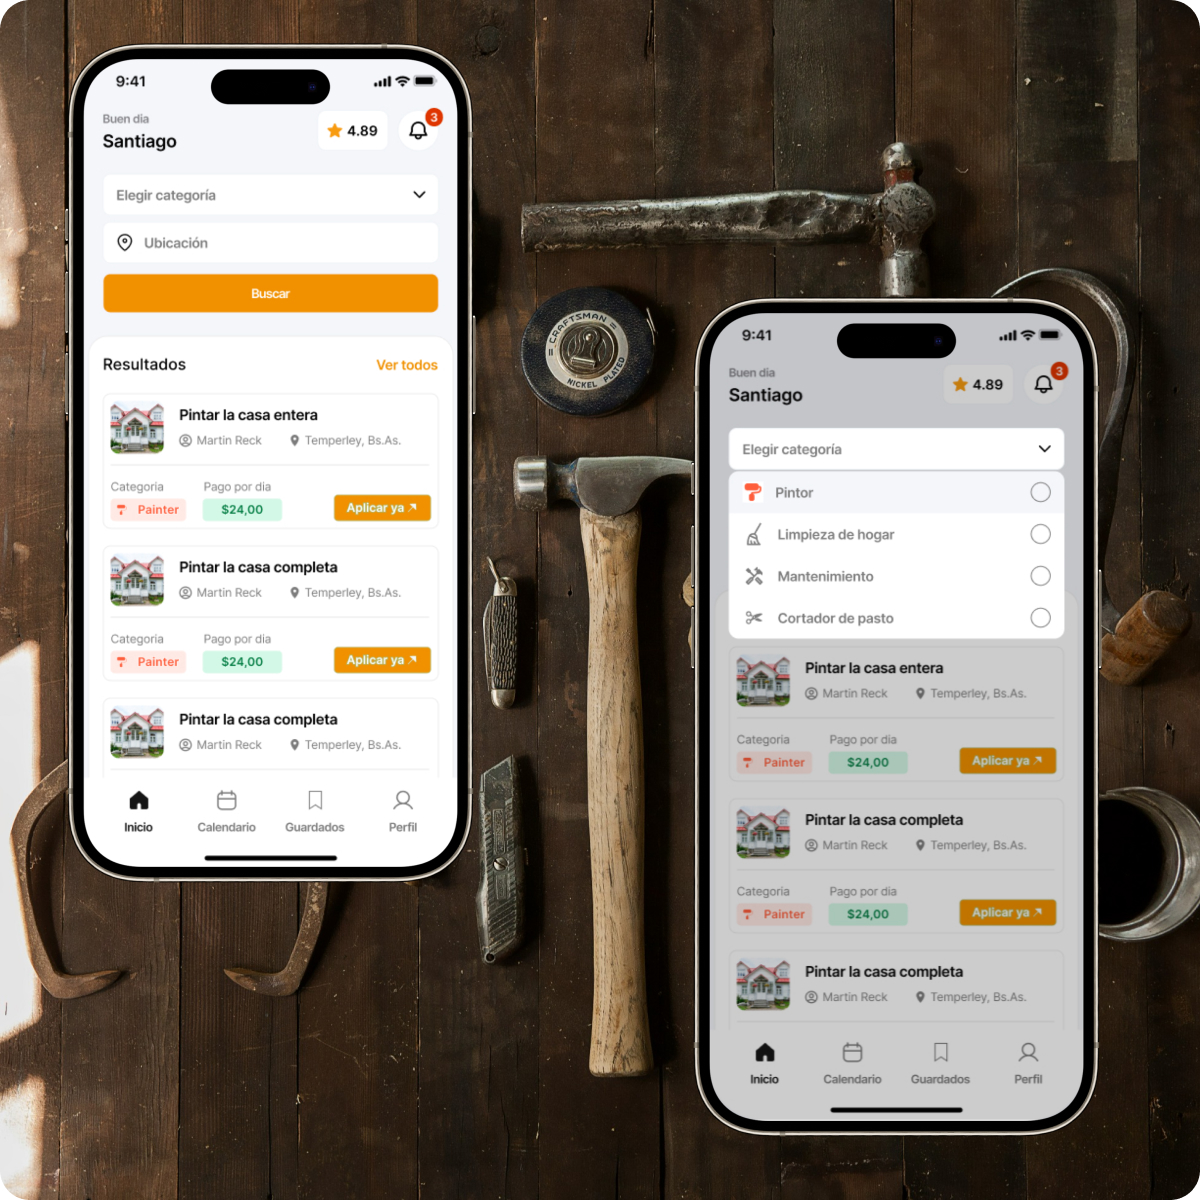 9:41
Buen dia
Santiago
4.89
3
Elegir categoría
Ubicación
Buscar
Resultados
Ver todos
Pintar la casa entera
Martin Reck
Temperley, Bs.As.
Categoria
Pago por dia
Painter
$24,00
Aplicar ya
Pintar la casa completa
Martin Reck
Temperley, Bs.As.
Categoria
Pago por dia
Painter
$24,00
Aplicar ya
Pintar la casa completa
Martin Reck
Temperley, Bs.As.
Inicio
Calendario
Guardados
Perfil
CRAFTSMAN
NICKEL PLATED
9:41
Buen dia
Santiago
4.89
3
Elegir categoría
Pintor
Limpieza de hogar
Mantenimiento
Cortador de pasto
Pintar la casa entera
Martin Reck
Temperley, Bs.As.
Categoria
Pago por dia
Painter
$24,00
Aplicar ya
Pintar la casa completa
Martin Reck
Temperley, Bs.As.
Categoria
Pago por dia
Painter
$24,00
Aplicar ya
Pintar la casa completa
Martin Reck
Temperley, Bs.As.
Inicio
Calendario
Guardados
Perfil